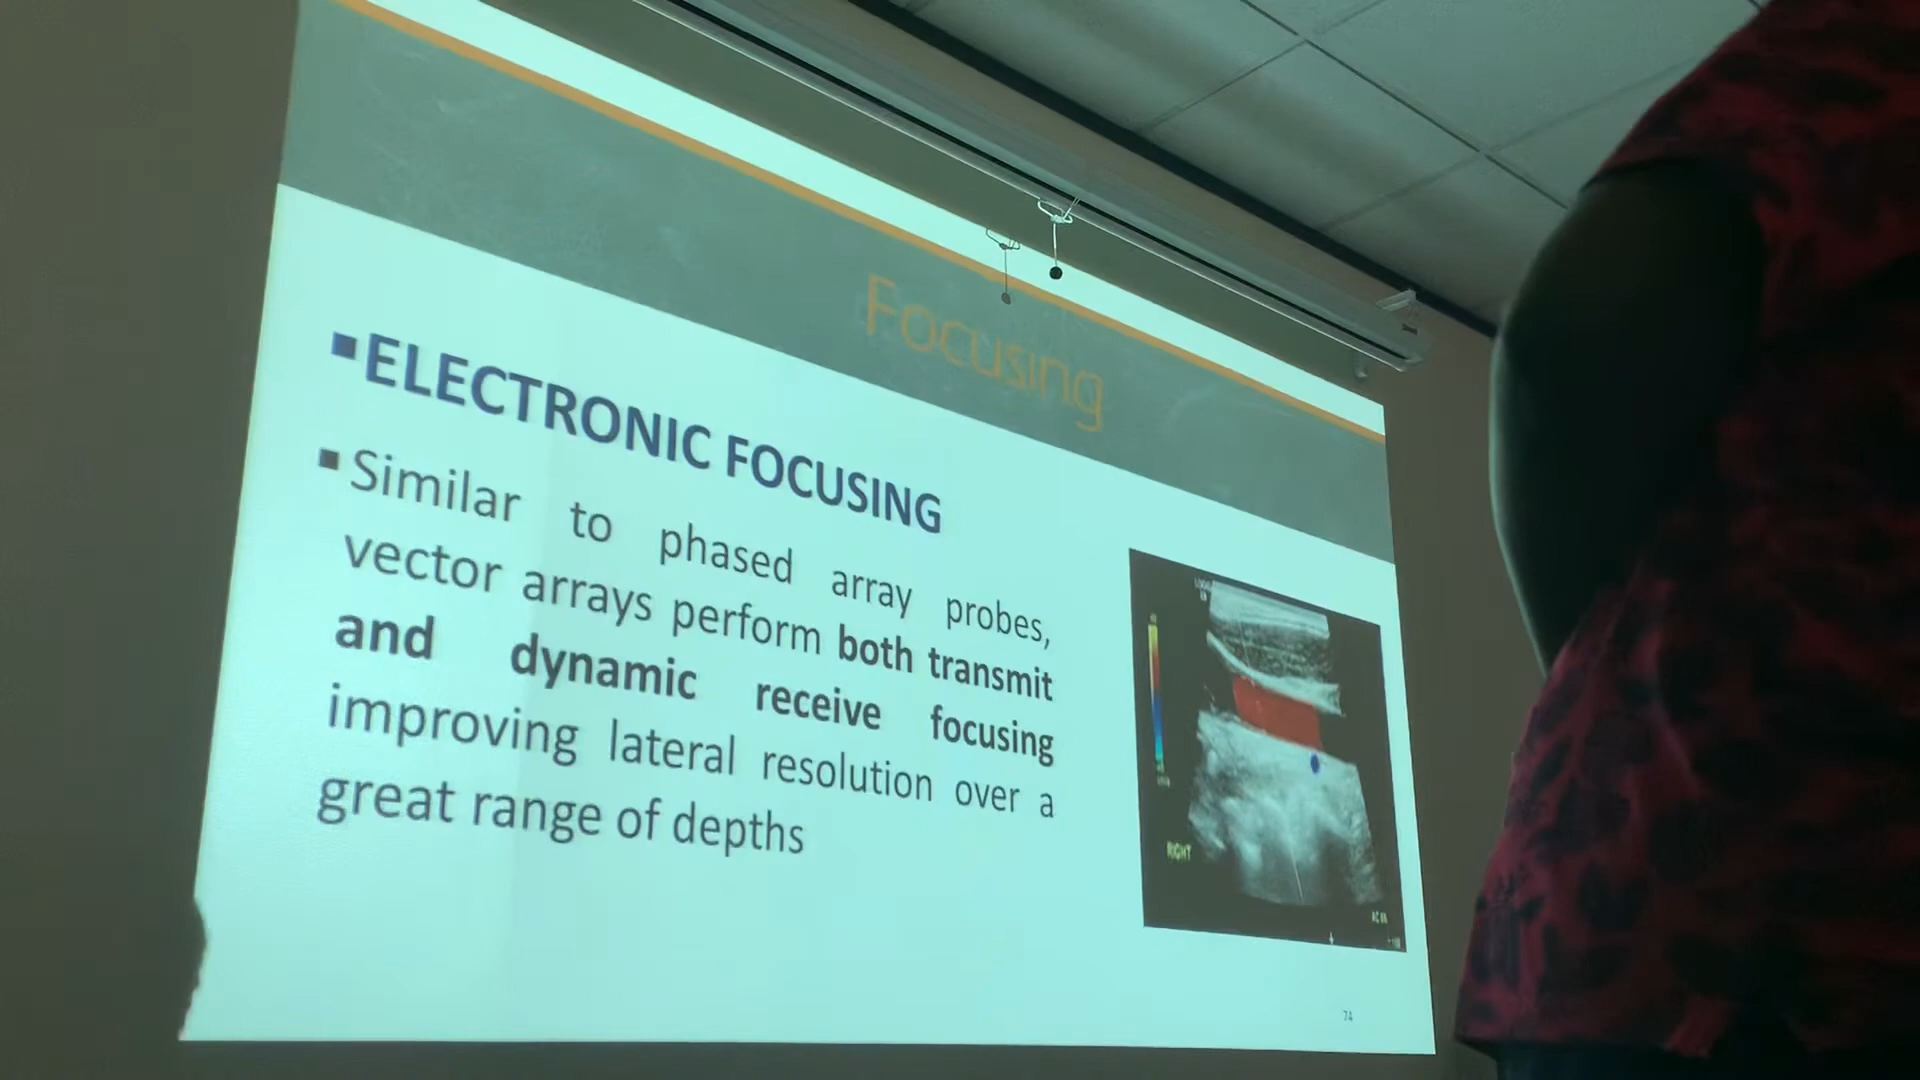 Focusing
▪ELECTRONIC FOCUSING
▪Similar to phased array probes,
vector arrays perform both transmit
and dynamic receive focusing
improving lateral resolution over a
great range of depths
RIGHT
74